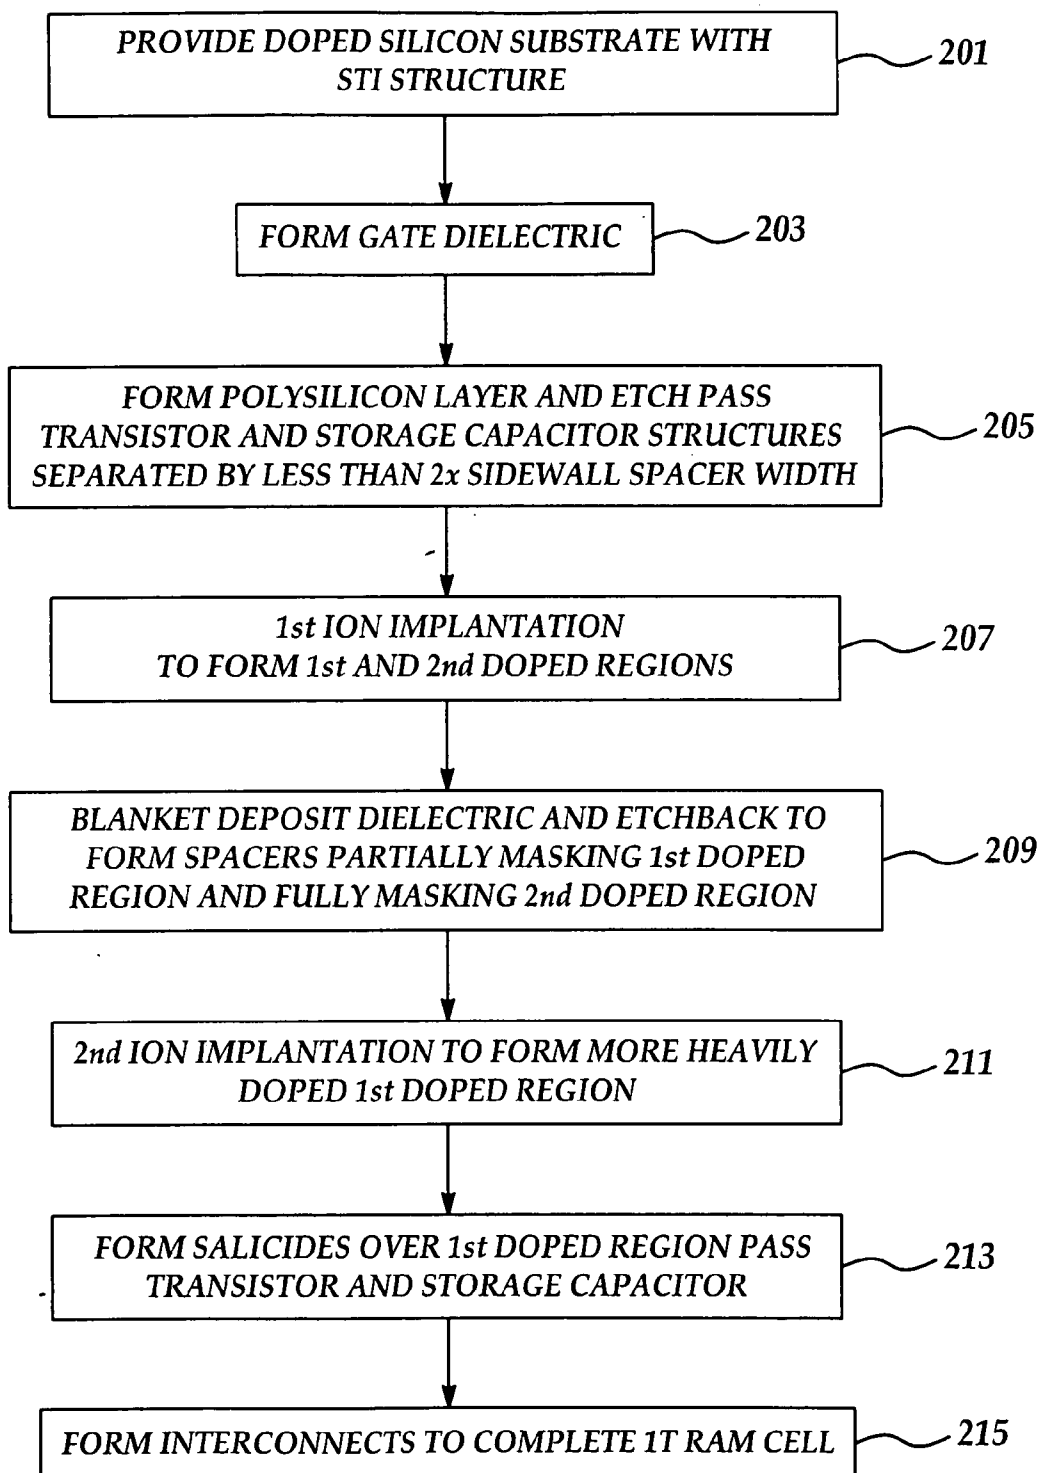 PROVIDE DOPED SILICON SUBSTRATE WITH
STI STRUCTURE
201
FORM GATE DIELECTRIC
203
FORM POLYSILICON LAYER AND ETCH PASS
TRANSISTOR AND STORAGE CAPACITOR STRUCTURES
SEPARATED BY LESS THAN 2x SIDEWALL SPACER WIDTH
205
1st ION IMPLANTATION
TO FORM 1st AND 2nd DOPED REGIONS
207
BLANKET DEPOSIT DIELECTRIC AND ETCHBACK TO
FORM SPACERS PARTIALLY MASKING 1st DOPED
REGION AND FULLY MASKING 2nd DOPED REGION
209
2nd ION IMPLANTATION TO FORM MORE HEAVILY
DOPED 1st DOPED REGION
211
FORM SALICIDES OVER 1st DOPED REGION PASS
TRANSISTOR AND STORAGE CAPACITOR
213
FORM INTERCONNECTS TO COMPLETE 1T RAM CELL
215